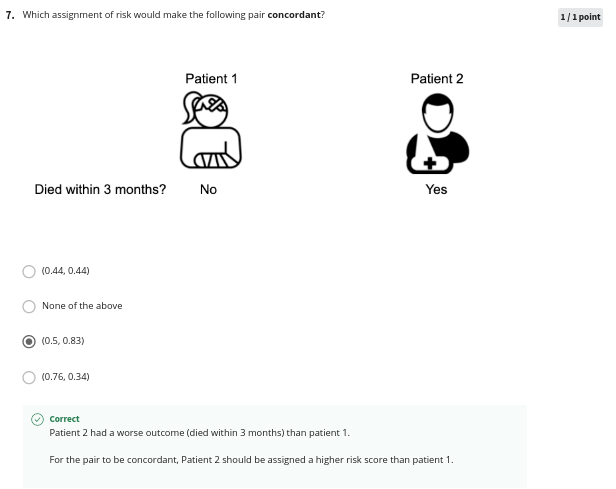 7. Which assignment of risk would make the following pair concordant?
1 / 1 point
Patient 1 Patient 2
Died within 3 months? No Yes
(0.44, 0.44)
None of the above
(0.5, 0.83)
(0.76, 0.34)
Correct
Patient 2 had a worse outcome (died within 3 months) than patient 1.
For the pair to be concordant, Patient 2 should be assigned a higher risk score than patient 1.